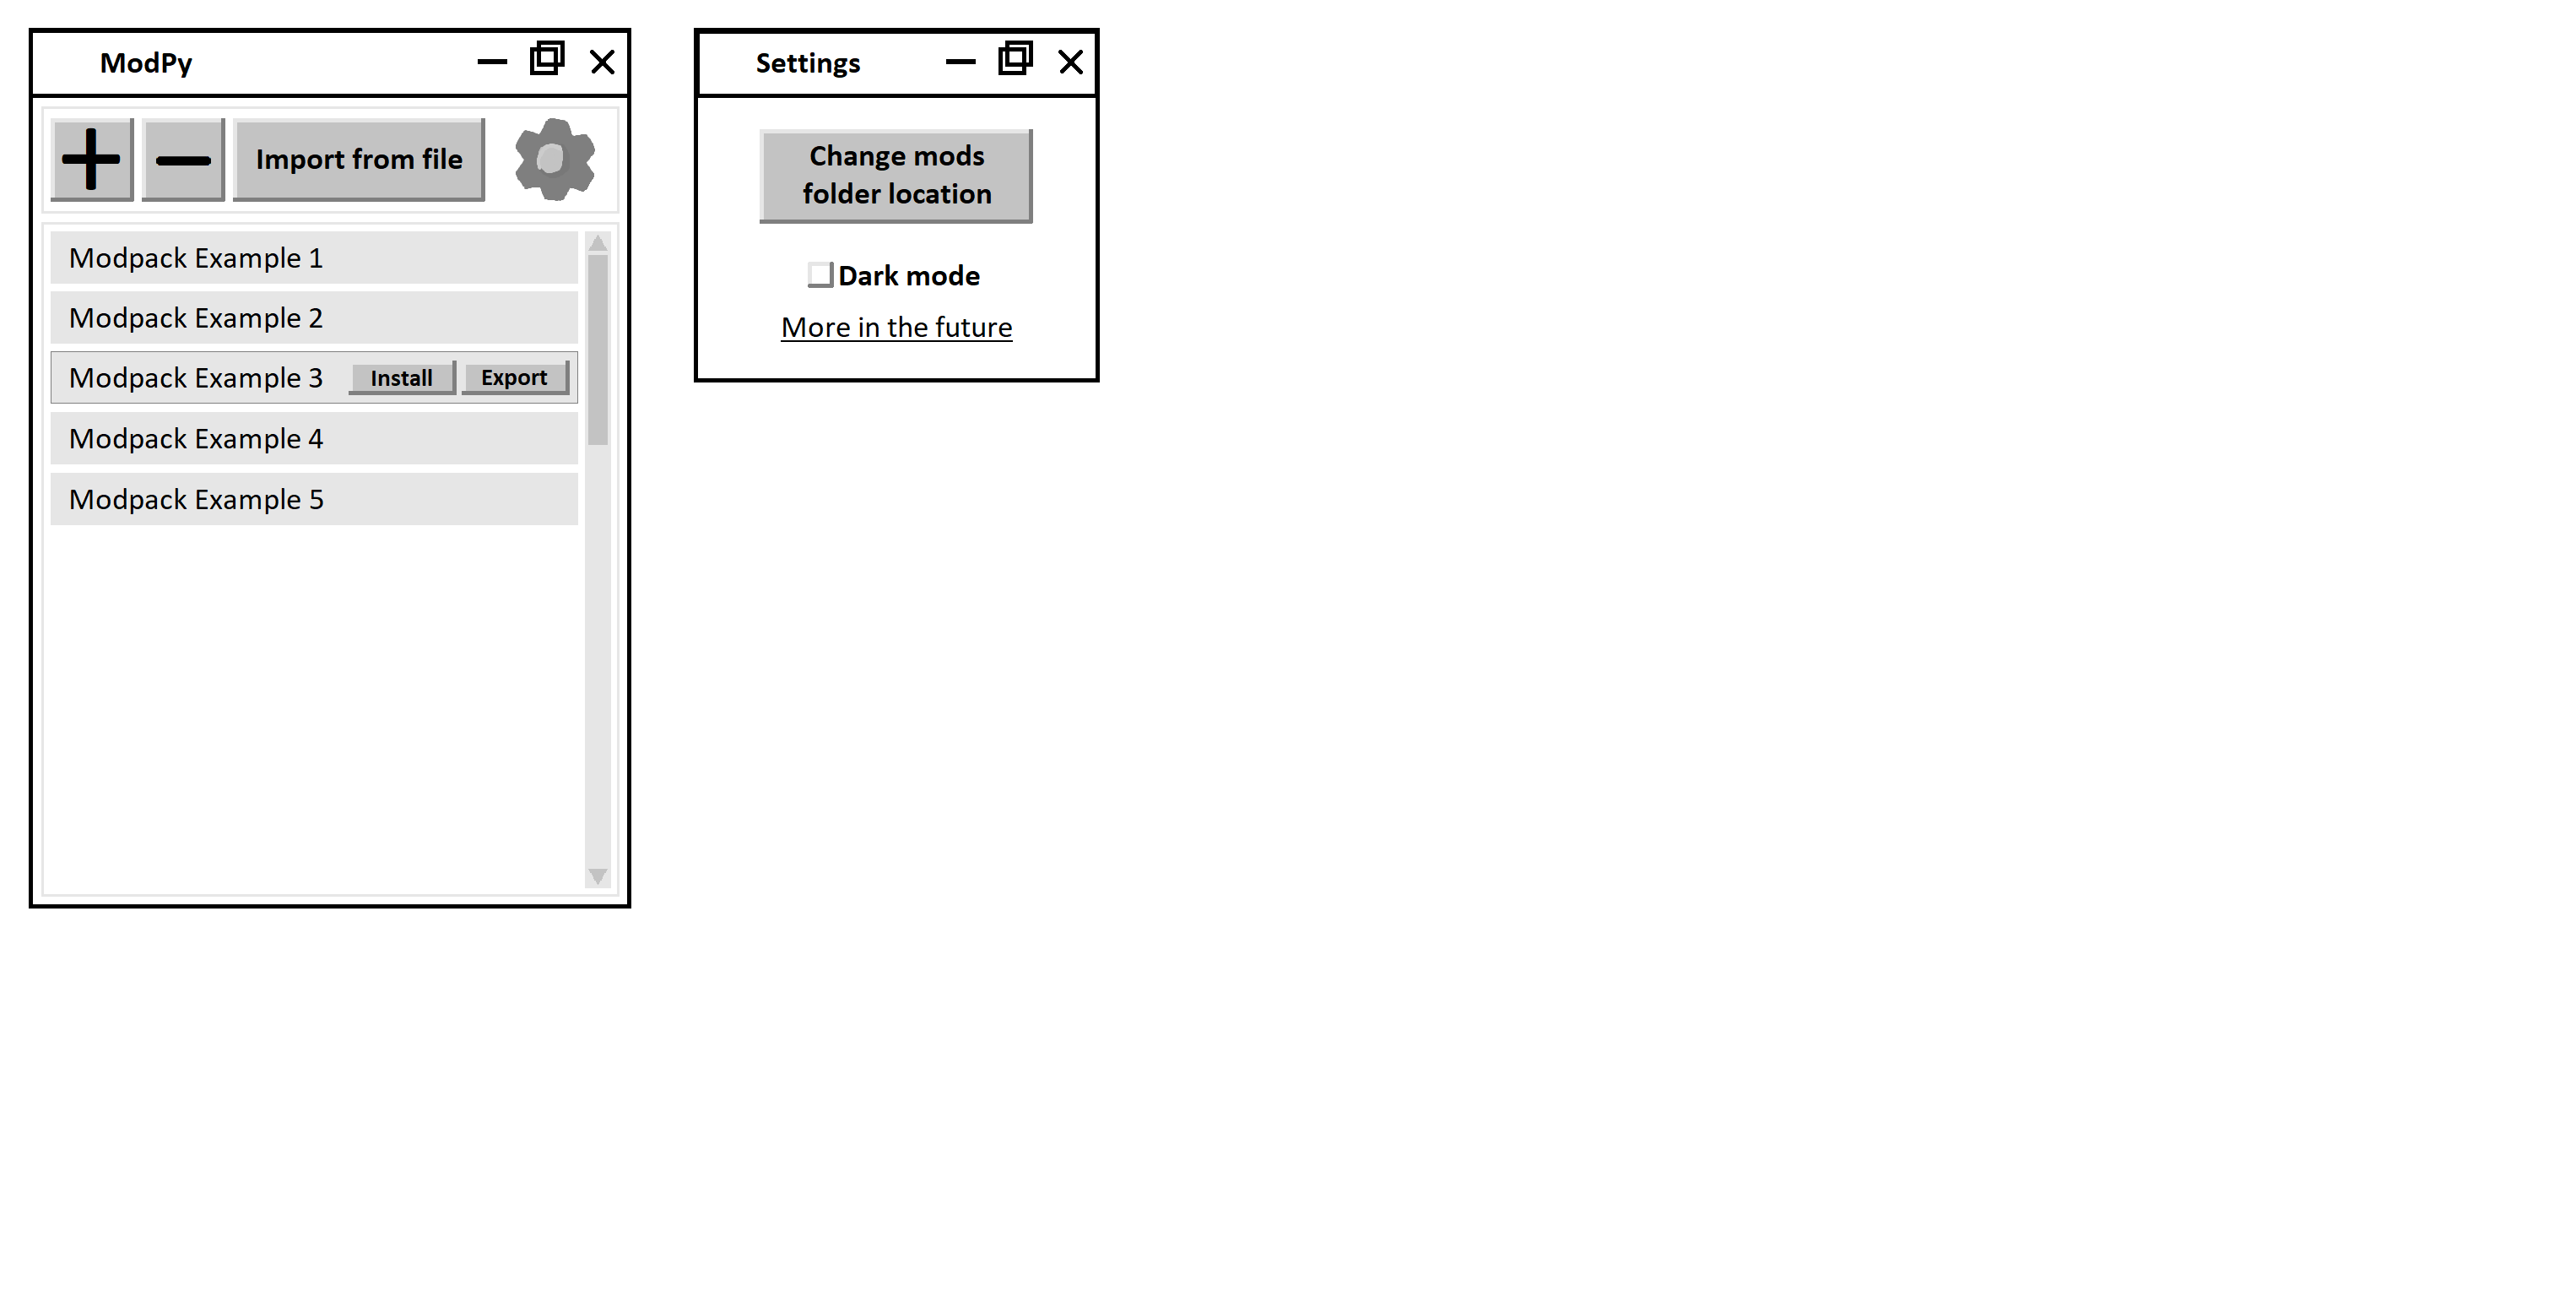 ModPy
Import from file
Modpack Example 1
Modpack Example 2
Modpack Example 3
Install
Export
Modpack Example 4
Modpack Example 5
Settings
Change mods
folder location
Dark mode
More in the future